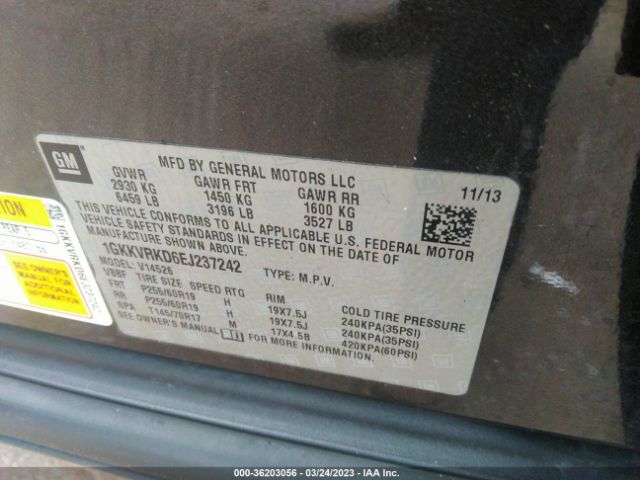 GM
MFD BY GENERAL MOTORS LLC
11/13
GVWR GAWR FRT GAWR RR
2930 KG 1450 KG 1600 KG
6459 LB 3196 LB 3527 LB
THIS VEHICLE CONFORMS TO ALL APPLICABLE U.S. FEDERAL MOTOR
VEHICLE SAFETY STANDARDS IN EFFECT ON THE DATE OF
MANUFACTURE SHOWN ABOVE.
1GKKVRKD6EJ237242 TYPE: M.P.V.
MODEL: V14526
VBBF TIRE SIZE SPEED RTG RIM COLD TIRE PRESSURE
FRT P255/60R19 H 19X7.5J 240KPA(35PSI)
RR P255/60R19 H 19X7.5J 240KPA(35PSI)
SPA T145/70R17 M 17X4.5B 420KPA(60PSI)
SEE OWNER'S MANUAL FOR MORE INFORMATION.
000-36203056 - 03/24/2023 - IAA Inc.